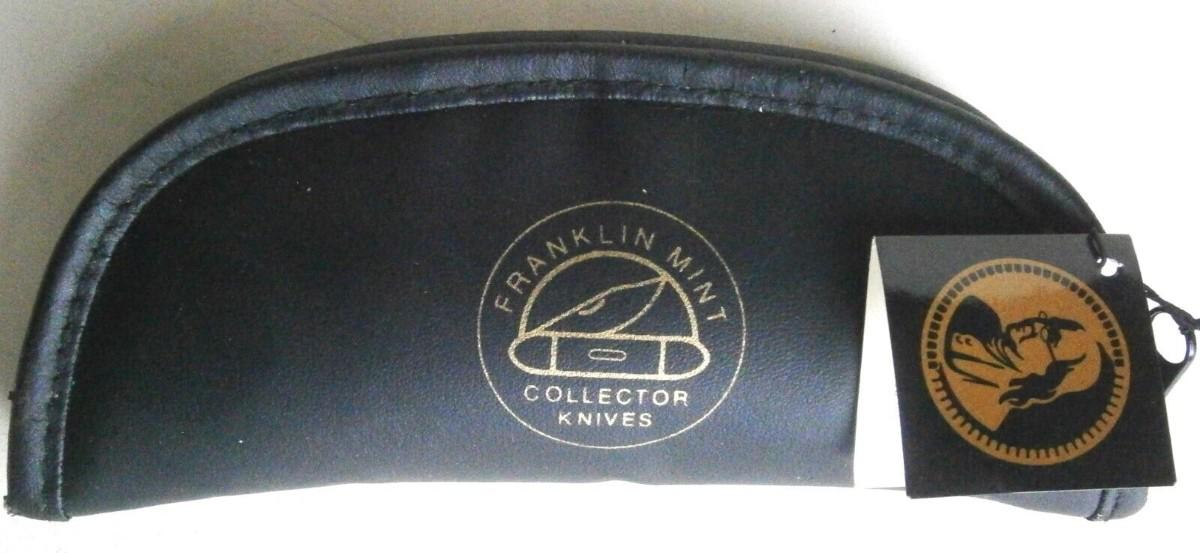 FRANKLIN MINT
COLLECTOR
KNIVES